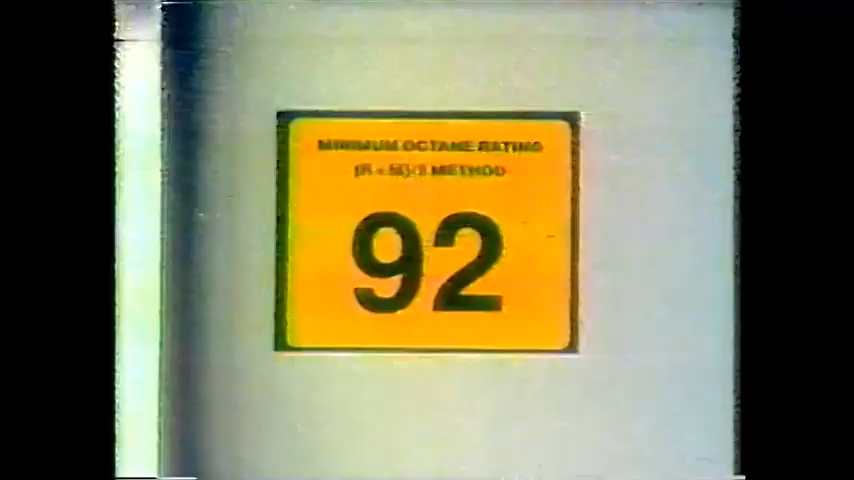 MINIMUM OCTANE RATING
(R + M)/2 METHOD
92